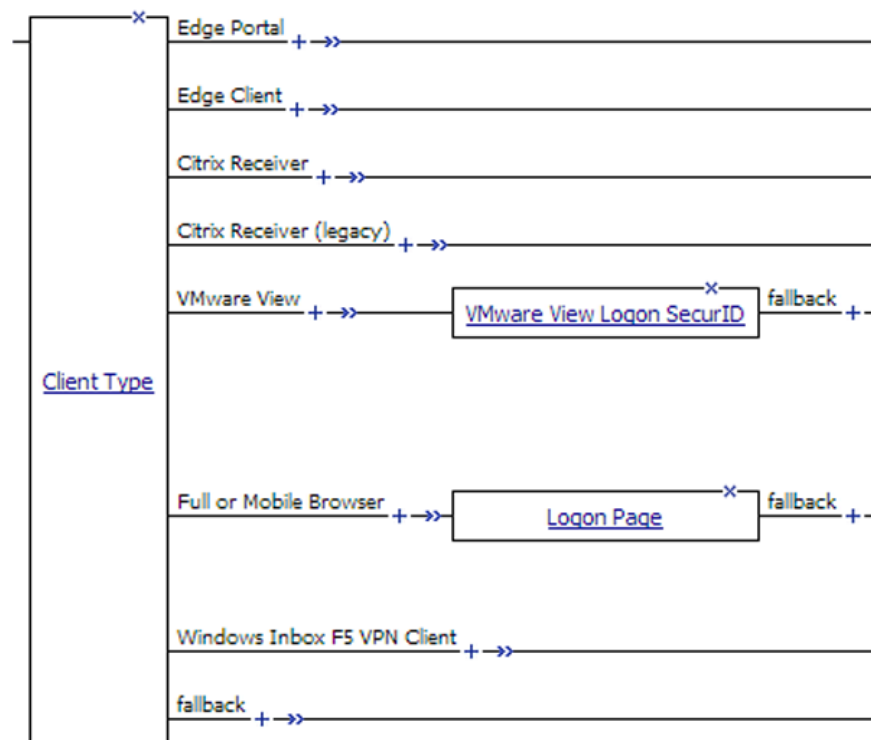 Edge Portal
Edge Client
Citrix Receiver
Citrix Receiver (legacy)
VMware View
VMware View Logon SecurID
fallback
Client Type
Full or Mobile Browser
Logon Page
fallback
Windows Inbox F5 VPN Client
fallback